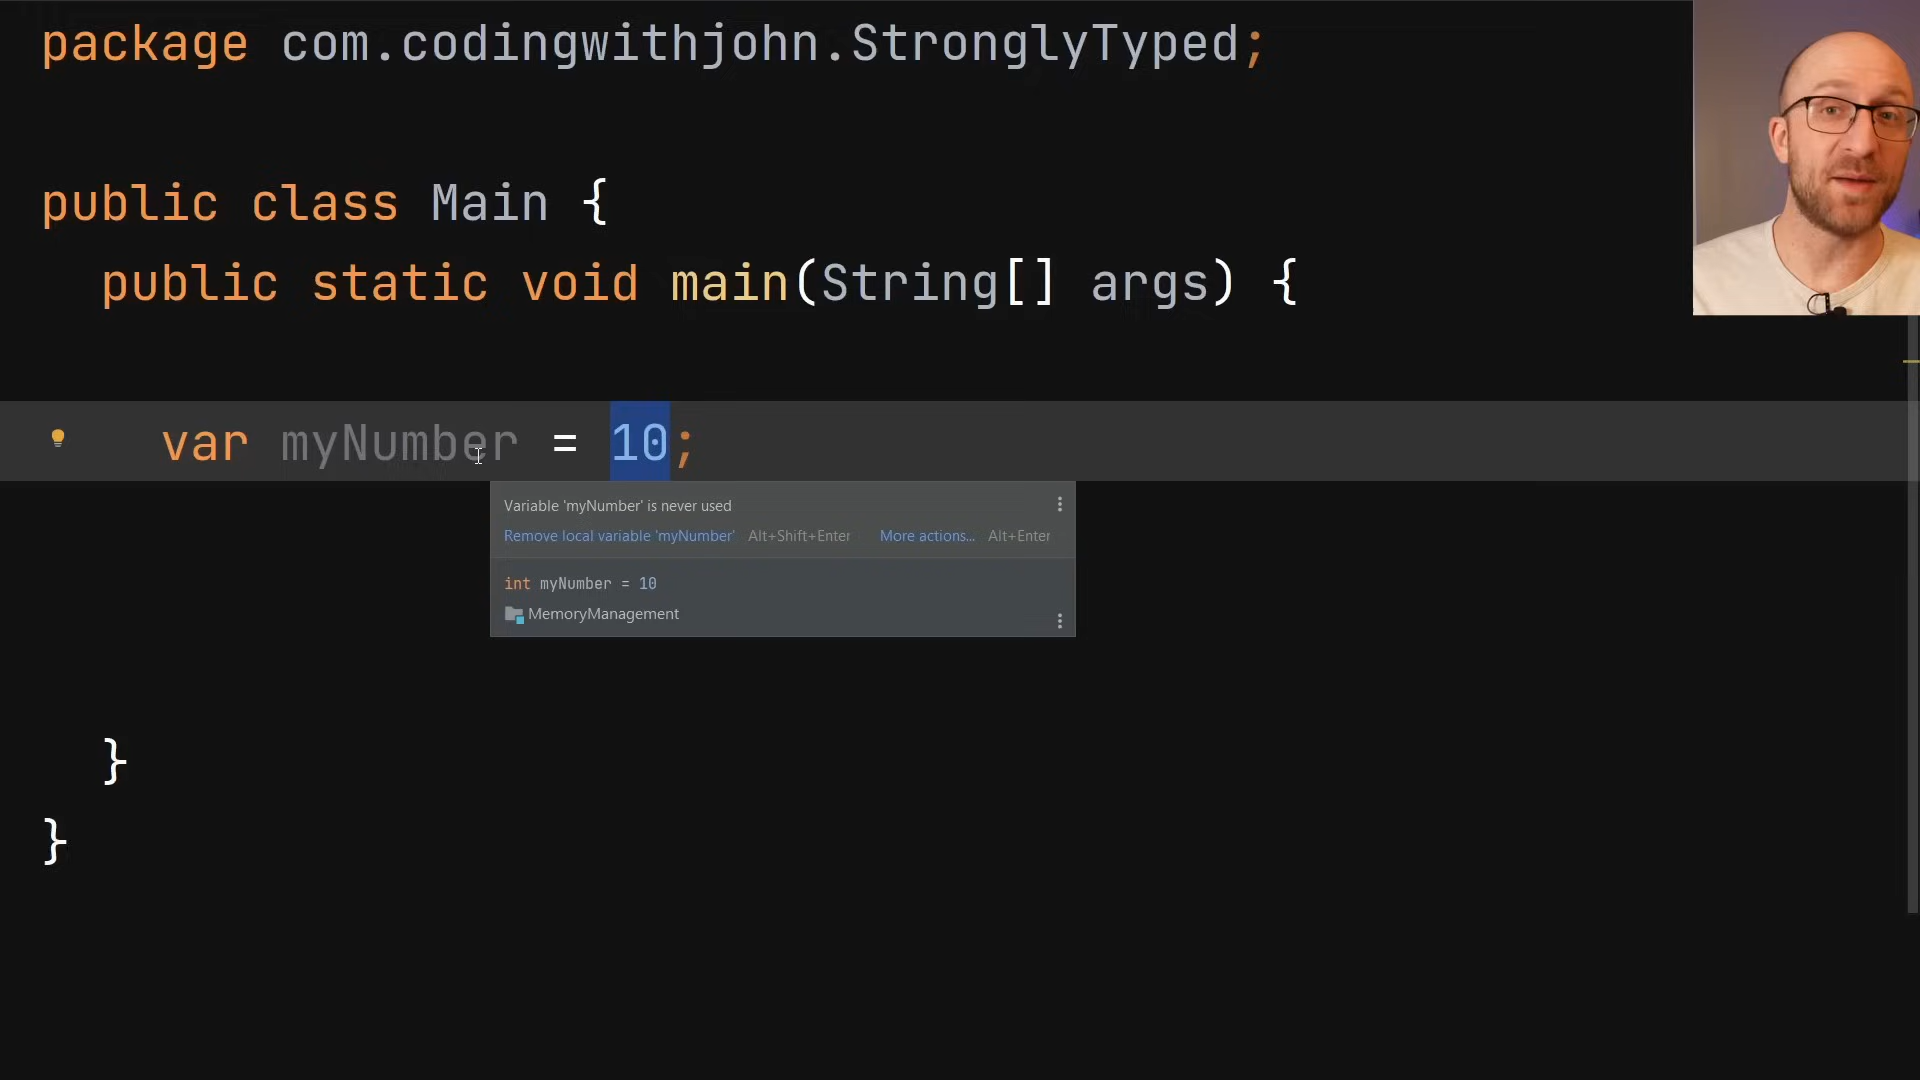 package com.codingwithjohn.StronglyTyped;
public class Main {
public static void main(String[] args) {
var myNumber = 10;
Variable 'myNumber' is never used
Remove local variable 'myNumber' Alt+Shift+Enter More actions... Alt+Enter
int myNumber = 10
MemoryManagement
}
}